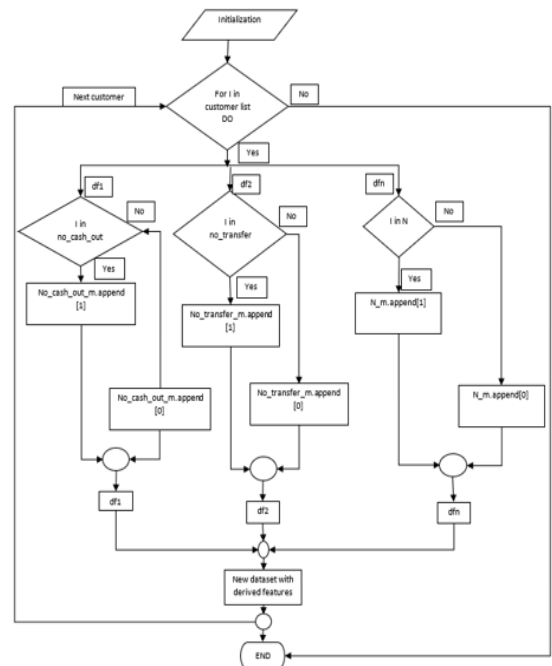 Initialization
Next customer
For I in
customer list
DO
No
Yes
df1
df2
dfn
I in
no_cash_out
No
I in
no_transfer
No
I in N
No
Yes
Yes
Yes
No_cash_out_m.append
[1]
No_transfer_m.append
[1]
N_m.append[1]
No_cash_out_m.append
[0]
No_transfer_m.append
[0]
N_m.append[0]
df1
df2
dfn
New dataset with
derived features
END